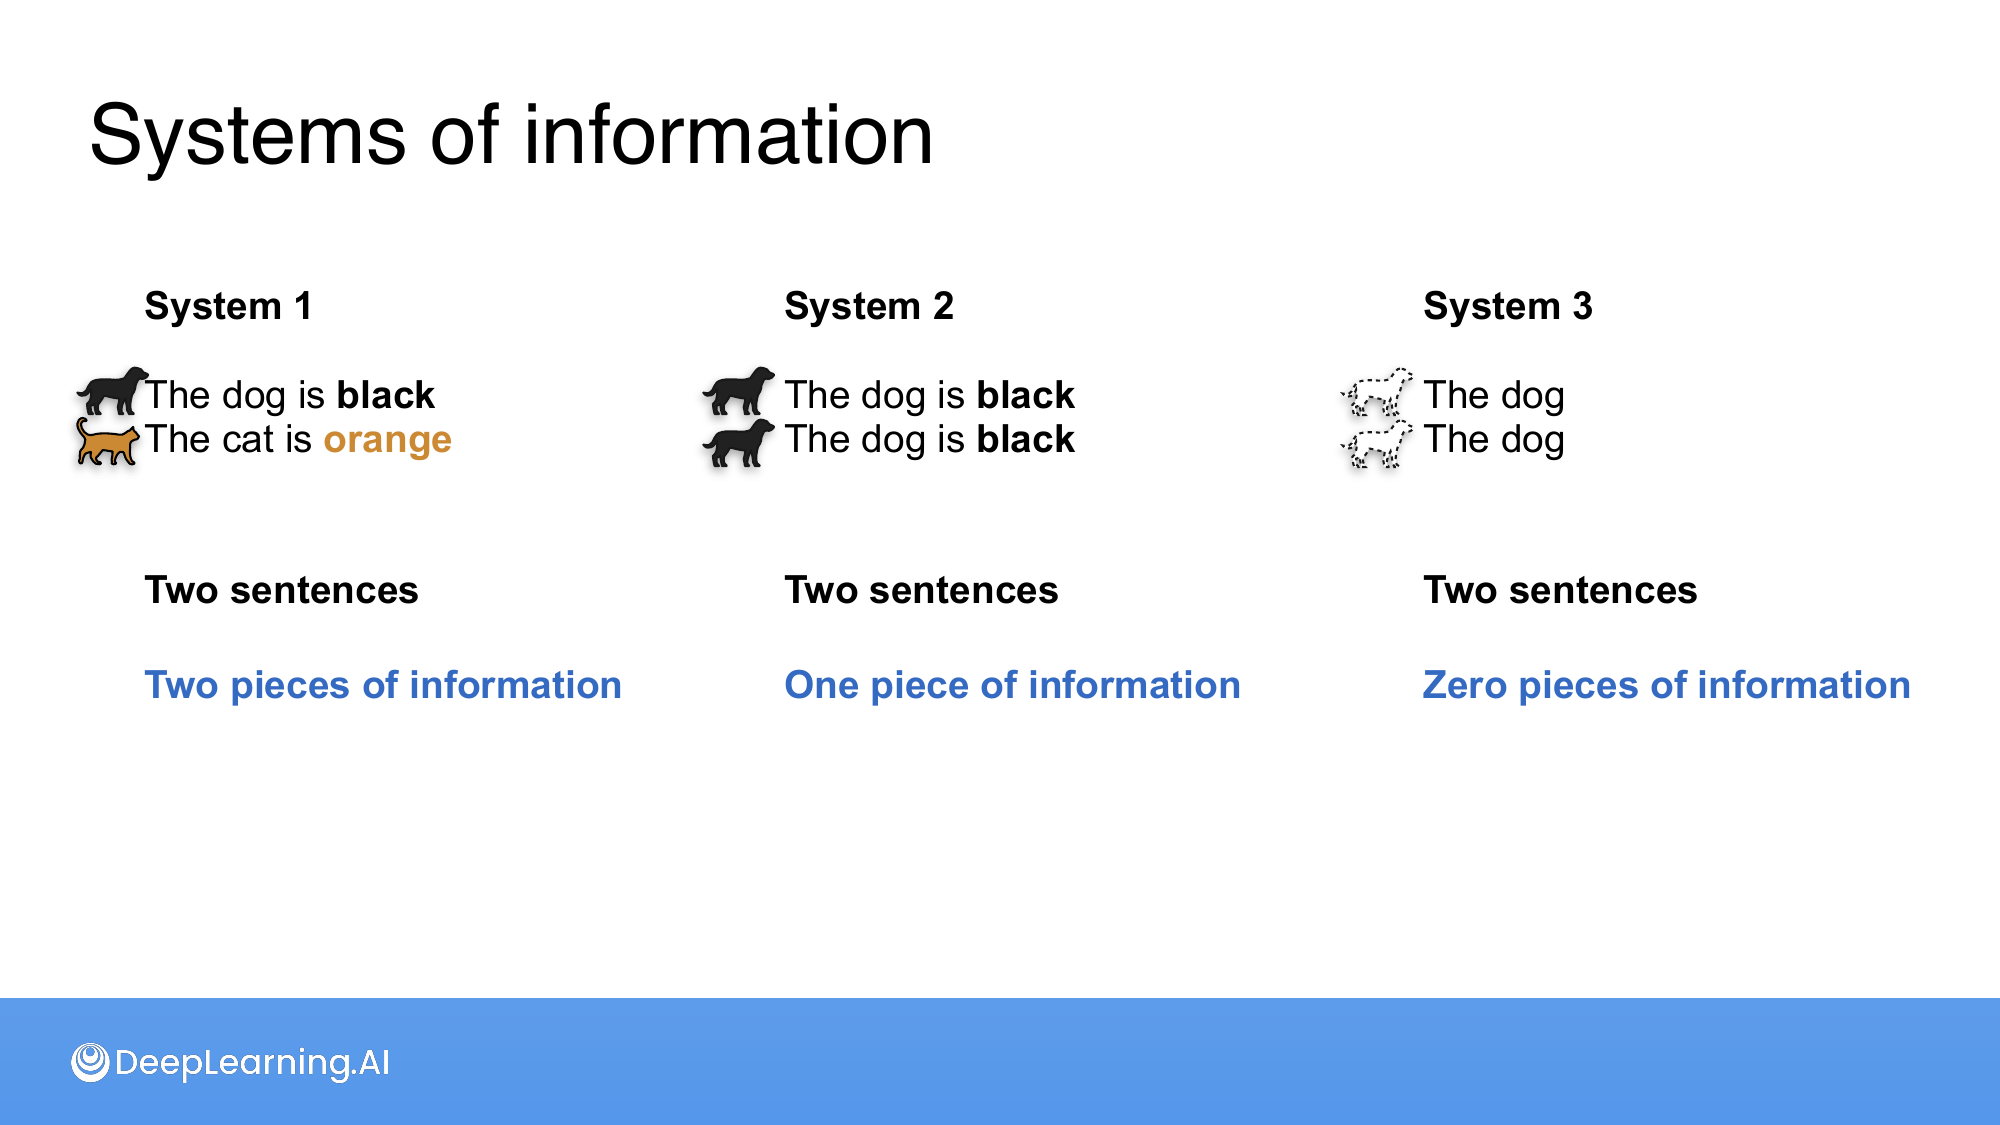 Systems of information
System 1
The dog is black
The cat is orange
Two sentences
Two pieces of information
System 2
The dog is black
The dog is black
Two sentences
One piece of information
System 3
The dog
The dog
Two sentences
Zero pieces of information
DeepLearning.AI